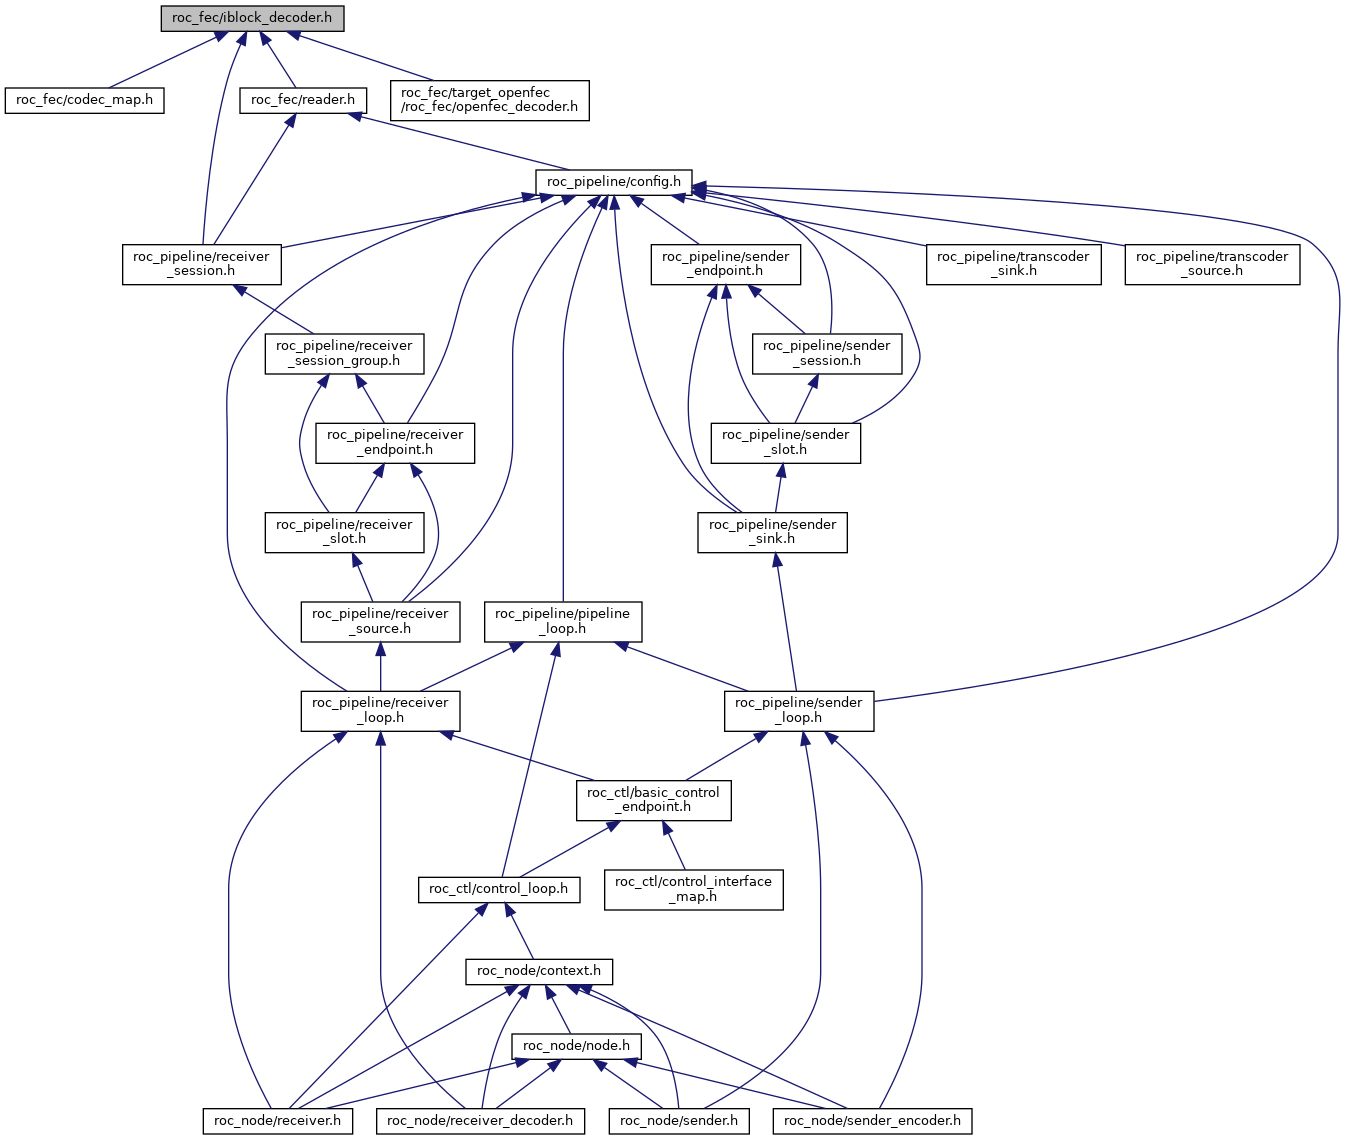 roc_fec/iblock_decoder.h
roc_fec/codec_map.h
roc_fec/reader.h
roc_fec/target_openfec
/roc_fec/openfec_decoder.h
roc_pipeline/config.h
roc_pipeline/receiver
_session.h
roc_pipeline/sender
_endpoint.h
roc_pipeline/transcoder
_sink.h
roc_pipeline/transcoder
_source.h
roc_pipeline/receiver
_session_group.h
roc_pipeline/sender
_session.h
roc_pipeline/receiver
_endpoint.h
roc_pipeline/sender
_slot.h
roc_pipeline/receiver
_slot.h
roc_pipeline/sender
_sink.h
roc_pipeline/receiver
_source.h
roc_pipeline/pipeline
_loop.h
roc_pipeline/receiver
_loop.h
roc_pipeline/sender
_loop.h
roc_ctl/basic_control
_endpoint.h
roc_ctl/control_loop.h
roc_ctl/control_interface
_map.h
roc_node/context.h
roc_node/node.h
roc_node/receiver.h
roc_node/receiver_decoder.h
roc_node/sender.h
roc_node/sender_encoder.h